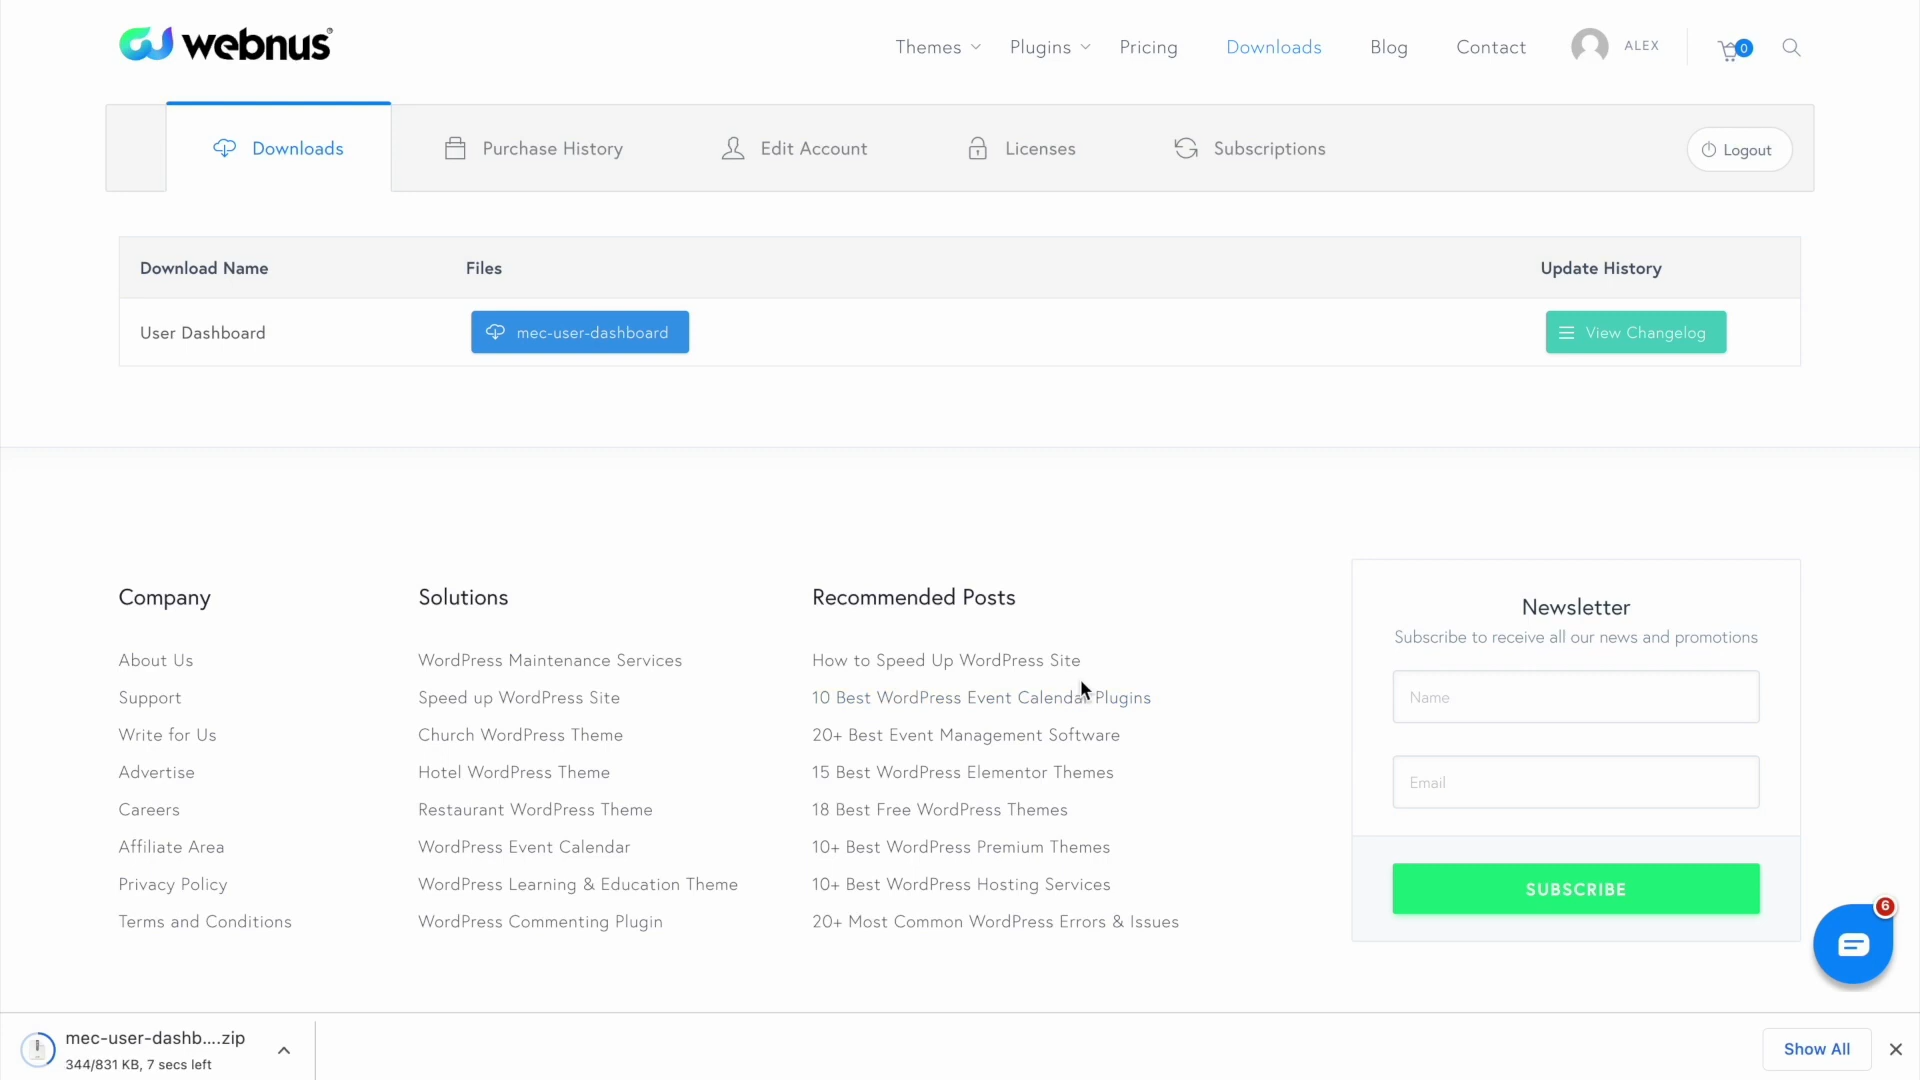 webnus®
Themes Plugins Pricing Downloads Blog Contact ALEX 0
Downloads Purchase History Edit Account Licenses Subscriptions Logout
Download Name Files Update History
User Dashboard mec-user-dashboard View Changelog
Company
About Us
Support
Write for Us
Advertise
Careers
Affiliate Area
Privacy Policy
Terms and Conditions
Solutions
WordPress Maintenance Services
Speed up WordPress Site
Church WordPress Theme
Hotel WordPress Theme
Restaurant WordPress Theme
WordPress Event Calendar
WordPress Learning & Education Theme
WordPress Commenting Plugin
Recommended Posts
How to Speed Up WordPress Site
10 Best WordPress Event Calendar Plugins
20+ Best Event Management Software
15 Best WordPress Elementor Themes
18 Best Free WordPress Themes
10+ Best WordPress Premium Themes
10+ Best WordPress Hosting Services
20+ Most Common WordPress Errors & Issues
Newsletter
Subscribe to receive all our news and promotions
Name
Email
SUBSCRIBE
6
mec-user-dashb....zip
344/831 KB, 7 secs left
Show All